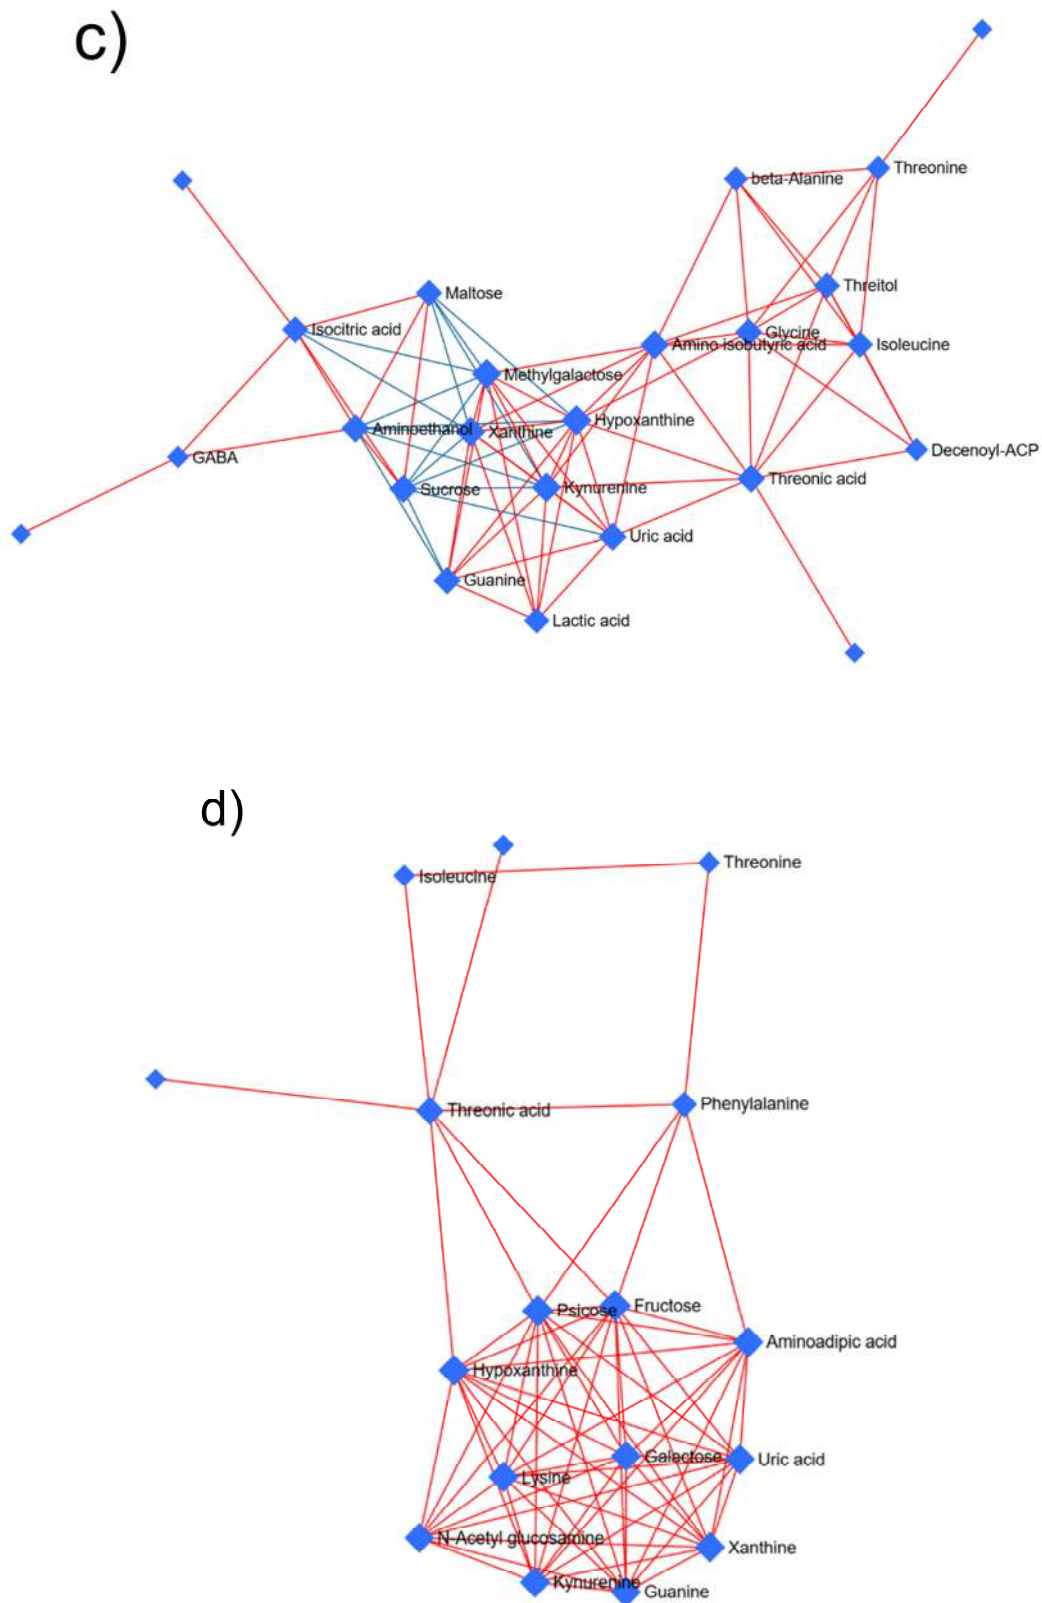 c)
Threonine
beta-Alanine
Threitol
Maltose
Isocitric acid
Glycine
Amino isobutyric acid
Isoleucine
Methylgalactose
Hypoxanthine
Aminoethanol
Xanthine
Decenoyl-ACP
GABA
Threonic acid
Sucrose
Kynurenine
Uric acid
Guanine
Lactic acid
d)
Threonine
Isoleucine
Phenylalanine
Threonic acid
Psicose
Fructose
Aminoadipic acid
Hypoxanthine
Galactose
Uric acid
Lysine
N-Acetyl glucosamine
Xanthine
Kynurenine
Guanine